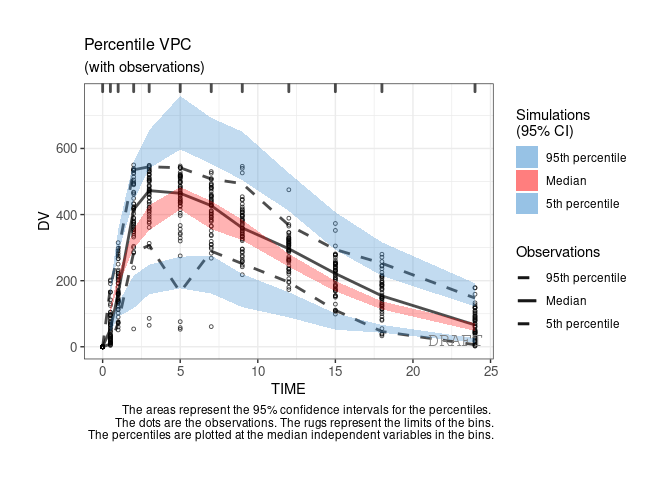 Percentile VPC
(with observations)
600
400
200
0
DV
0
5
10
15
20
25
TIME
DRAFT
Simulations
(95% CI)
95th percentile
Median
5th percentile
Observations
95th percentile
Median
5th percentile
The areas represent the 95% confidence intervals for the percentiles.
The dots are the observations. The rugs represent the limits of the bins.
The percentiles are plotted at the median independent variables in the bins.